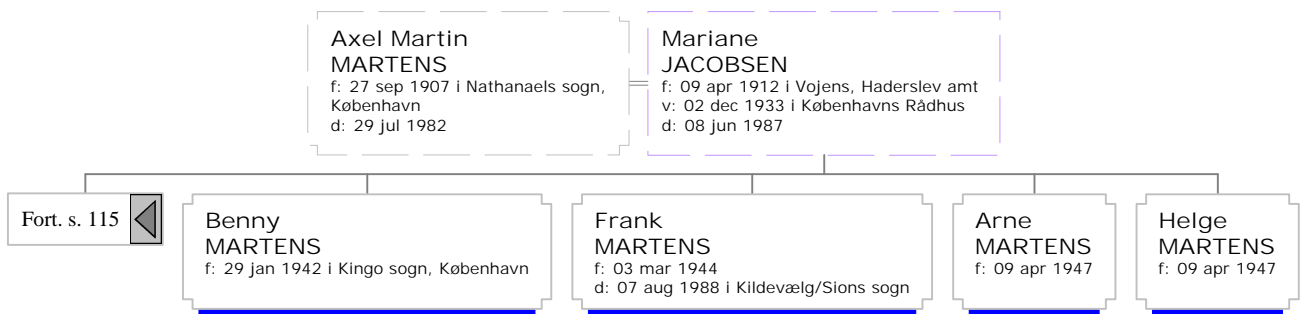 Axel Martin
MARTENS
f: 27 sep 1907 i Nathanaels sogn,
København
d: 29 jul 1982
Mariane
JACOBSEN
f: 09 apr 1912 i Vojens, Haderslev amt
v: 02 dec 1933 i Københavns Rådhus
d: 08 jun 1987
Fort. s. 115
Benny
MARTENS
f: 29 jan 1942 i Kingo sogn, København
Frank
MARTENS
f: 03 mar 1944
d: 07 aug 1988 i Kildevælg/Sions sogn
Arne
MARTENS
f: 09 apr 1947
Helge
MARTENS
f: 09 apr 1947